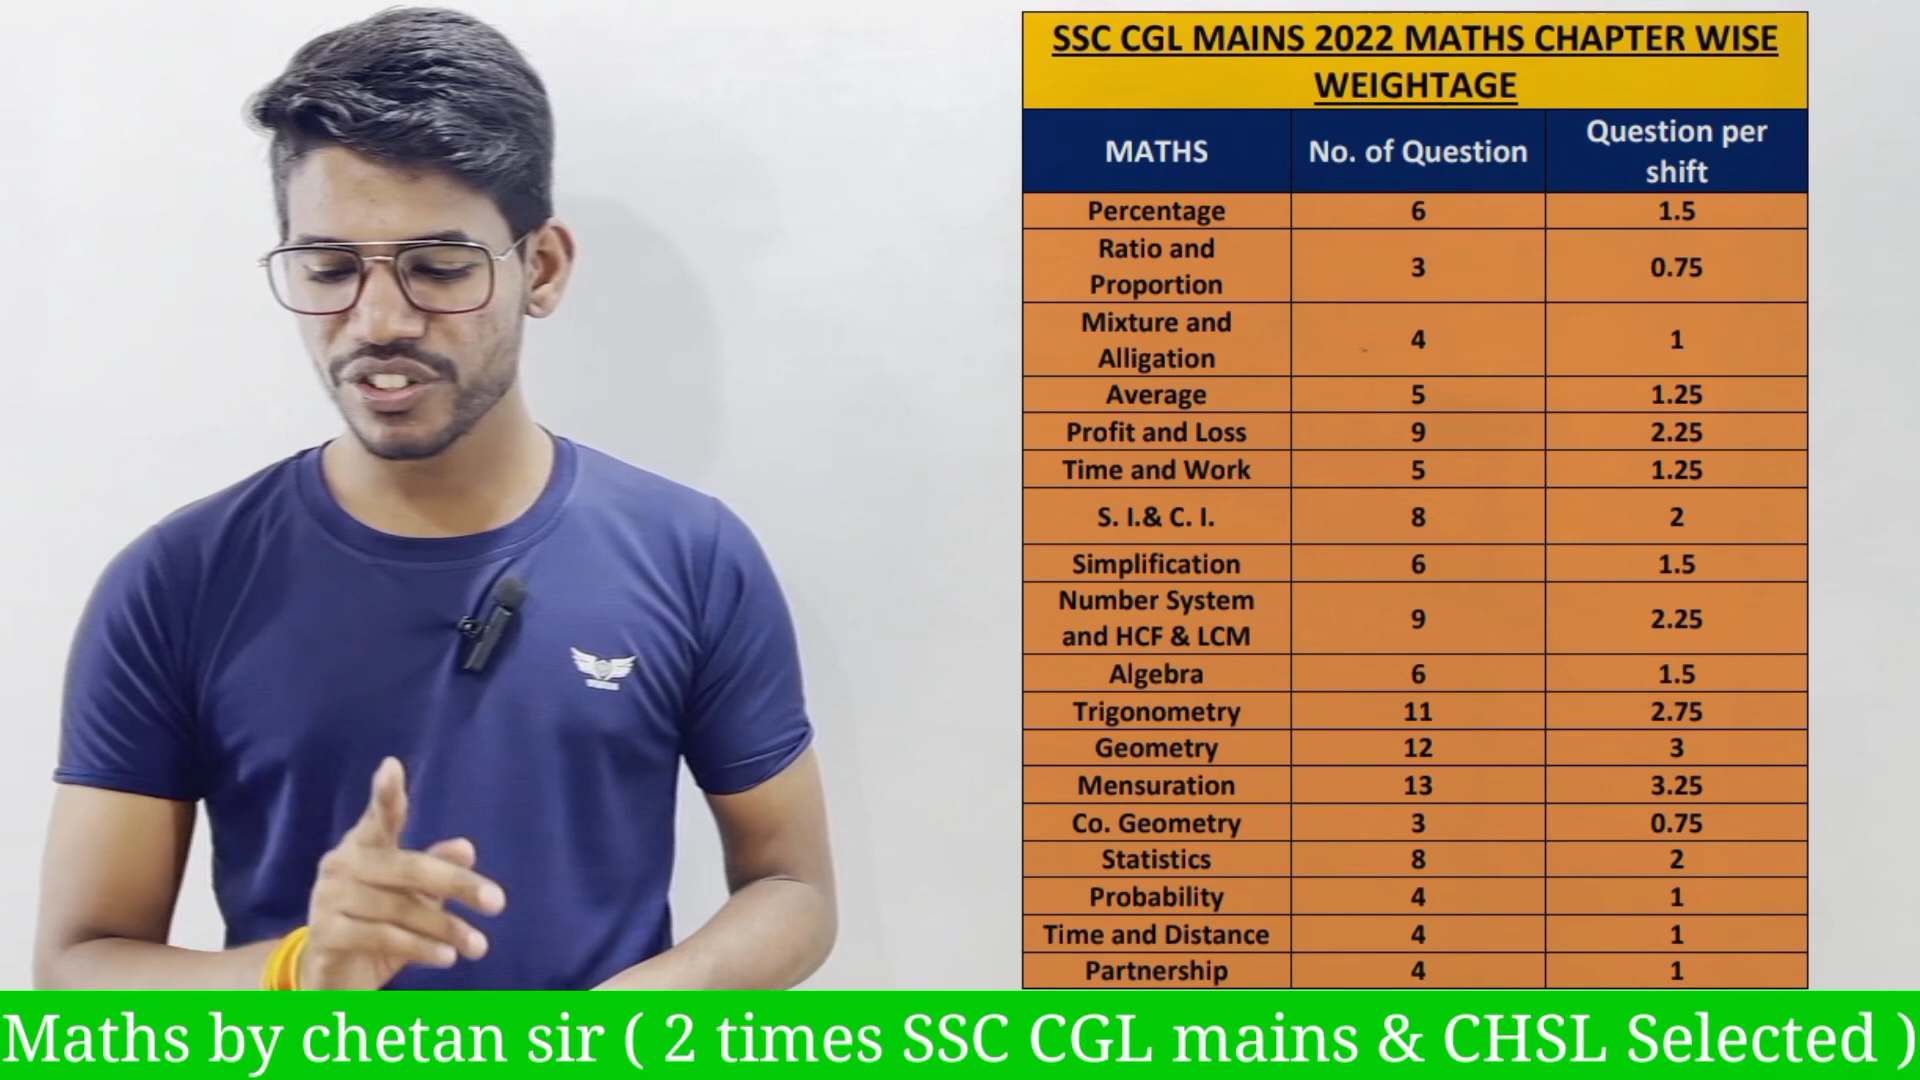 SSC CGL MAINS 2022 MATHS CHAPTER WISE
WEIGHTAGE
MATHS No. of Question Question per
shift
Percentage 6 1.5
Ratio and
Proportion 3 0.75
Mixture and
Alligation 4 1
Average 5 1.25
Profit and Loss 9 2.25
Time and Work 5 1.25
S. I.& C. I. 8 2
Simplification 6 1.5
Number System
and HCF & LCM 9 2.25
Algebra 6 1.5
Trigonometry 11 2.75
Geometry 12 3
Mensuration 13 3.25
Co. Geometry 3 0.75
Statistics 8 2
Probability 4 1
Time and Distance 4 1
Partnership 4 1
Maths by chetan sir ( 2 times SSC CGL mains & CHSL Selected )